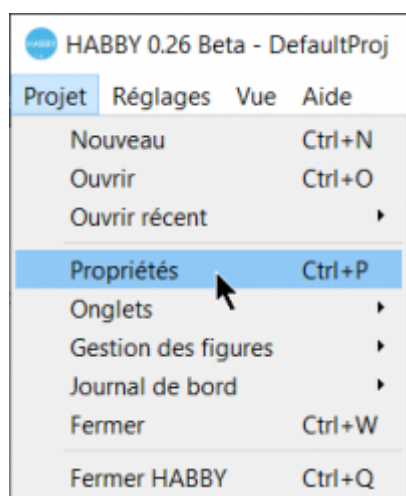 HABBY HABBY 0.26 Beta - DefaultProj
Projet Réglages Vue Aide
Nouveau Ctrl+N
Ouvrir Ctrl+O
Ouvrir récent
Propriétés Ctrl+P
Onglets
Gestion des figures
Journal de bord
Fermer Ctrl+W
Fermer HABBY Ctrl+Q